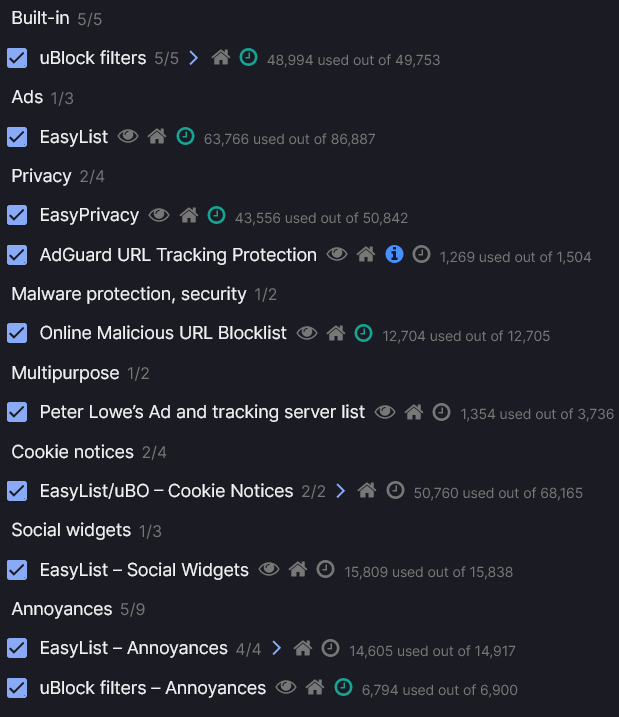 Built-in 5/5
uBlock filters 5/5 48,994 used out of 49,753
Ads 1/3
EasyList 63,766 used out of 86,887
Privacy 2/4
EasyPrivacy 43,556 used out of 50,842
AdGuard URL Tracking Protection 1,269 used out of 1,504
Malware protection, security 1/2
Online Malicious URL Blocklist 12,704 used out of 12,705
Multipurpose 1/2
Peter Lowe’s Ad and tracking server list 1,354 used out of 3,736
Cookie notices 2/4
EasyList/uBO – Cookie Notices 2/2 50,760 used out of 68,165
Social widgets 1/3
EasyList – Social Widgets 15,809 used out of 15,838
Annoyances 5/9
EasyList – Annoyances 4/4 14,605 used out of 14,917
uBlock filters – Annoyances 6,794 used out of 6,900